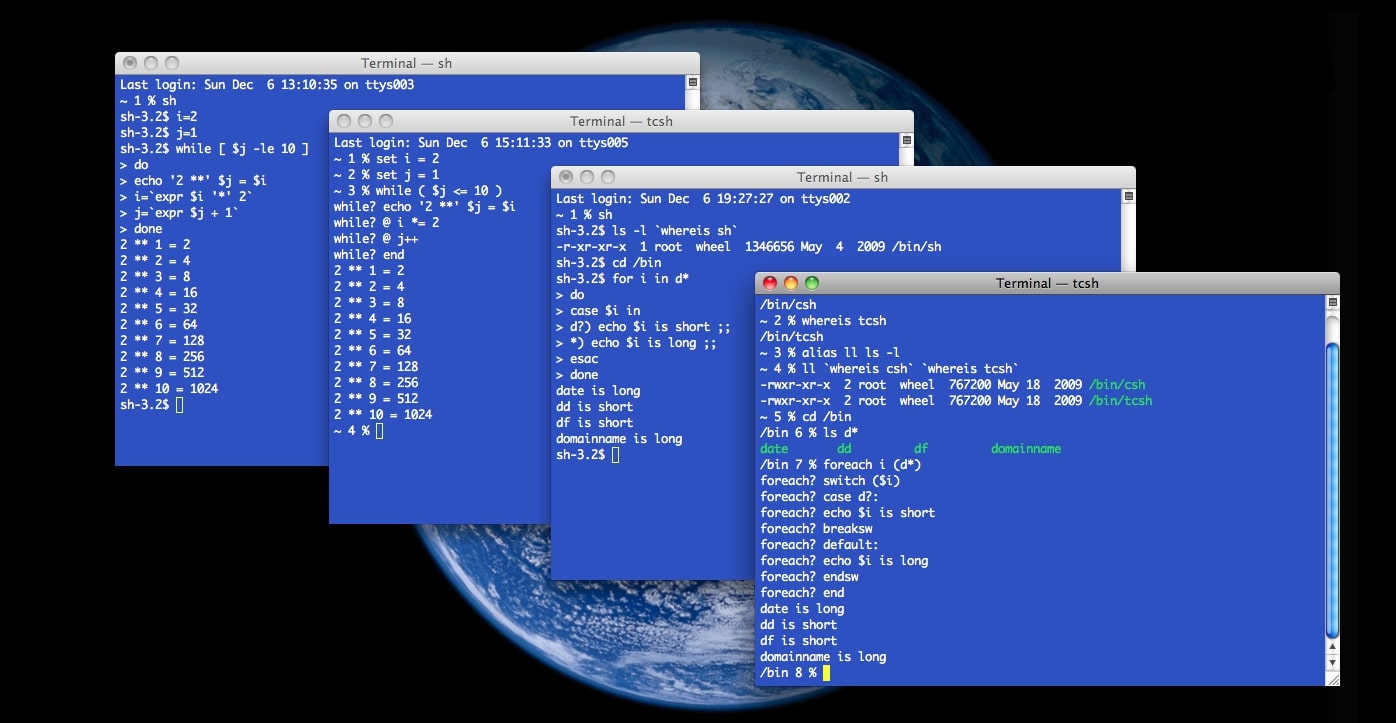 Terminal — sh
Last login: Sun Dec  6 13:10:35 on ttys003
~ 1 % sh
sh-3.2$ i=2
sh-3.2$ j=1
sh-3.2$ while [ $j -le 10 ]
> do
> echo '2 **' $j = $i
> i=`expr $i '*' 2`
> j=`expr $j + 1`
> done
2 ** 1 = 2
2 ** 2 = 4
2 ** 3 = 8
2 ** 4 = 16
2 ** 5 = 32
2 ** 6 = 64
2 ** 7 = 128
2 ** 8 = 256
2 ** 9 = 512
2 ** 10 = 1024
sh-3.2$
Terminal — tcsh
Last login: Sun Dec  6 15:11:33 on ttys005
~ 1 % set i = 2
~ 2 % set j = 1
~ 3 % while ( $j <= 10 )
while? echo '2 **' $j = $i
while? @ i *= 2
while? @ j++
while? end
2 ** 1 = 2
2 ** 2 = 4
2 ** 3 = 8
2 ** 4 = 16
2 ** 5 = 32
2 ** 6 = 64
2 ** 7 = 128
2 ** 8 = 256
2 ** 9 = 512
2 ** 10 = 1024
~ 4 %
Terminal — sh
Last login: Sun Dec  6 19:27:27 on ttys002
~ 1 % sh
sh-3.2$ ls -l `whereis sh`
-r-xr-xr-x  1 root  wheel  1346656 May  4  2009 /bin/sh
sh-3.2$ cd /bin
sh-3.2$ for i in d*
> do
> case $i in
> d?) echo $i is short ;;
> *) echo $i is long ;;
> esac
> done
date is long
dd is short
df is short
domainname is long
sh-3.2$
Terminal — tcsh
/bin/csh
~ 2 % whereis tcsh
/bin/tcsh
~ 3 % alias ll ls -l
~ 4 % ll `whereis csh` `whereis tcsh`
-rwxr-xr-x  2 root  wheel  767200 May 18  2009 /bin/csh
-rwxr-xr-x  2 root  wheel  767200 May 18  2009 /bin/tcsh
~ 5 % cd /bin
/bin 6 % ls d*
date       dd         df         domainname
/bin 7 % foreach i (d*)
foreach? switch ($i)
foreach? case d?:
foreach? echo $i is short
foreach? breaksw
foreach? default:
foreach? echo $i is long
foreach? endsw
foreach? end
date is long
dd is short
df is short
domainname is long
/bin 8 %